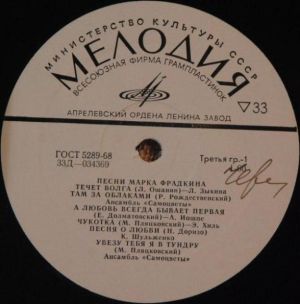 МИНИСТЕРСТВО КУЛЬТУРЫ СССР
МЕЛОДИЯ
ВСЕСОЮЗНАЯ ФИРМА ГРАМПЛАСТИНОК
АПРЕЛЕВСКИЙ ОРДЕНА ЛЕНИНА ЗАВОД
▽33
ГОСТ 5289-68
33Д—034369
Третья гр.-1
ПЕСНИ МАРКА ФРАДКИНА
ТЕЧЕТ ВОЛГА (Л. Ошанин)—Л. Зыкина
ТАМ ЗА ОБЛАКАМИ (Р. Рождественский)
Ансамбль «Самоцветы»
А ЛЮБОВЬ ВСЕГДА БЫВАЕТ ПЕРВАЯ
(Е. Долматовский)—А. Иошпе
ЧУКОТКА (М. Пляцковский)—Э. Хиль
ПЕСНЯ О ЛЮБВИ (Н. Доризо)
К. Шульженко
УВЕЗУ ТЕБЯ Я В ТУНДРУ
(М. Пляцковский)
Ансамбль «Самоцветы»